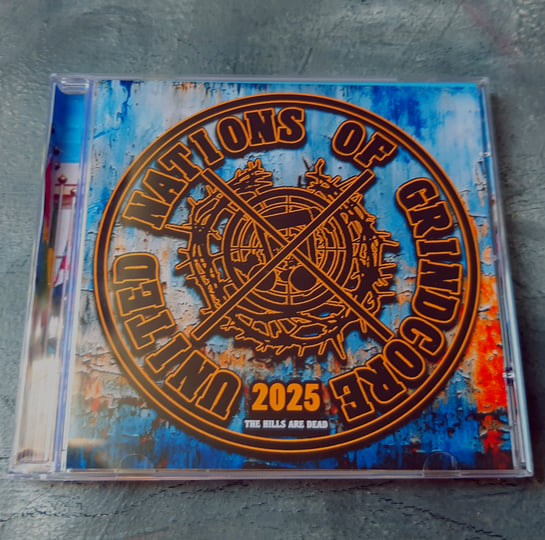 UNITED NATIONS OF GRINDCORE
2025
THE HILLS ARE DEAD